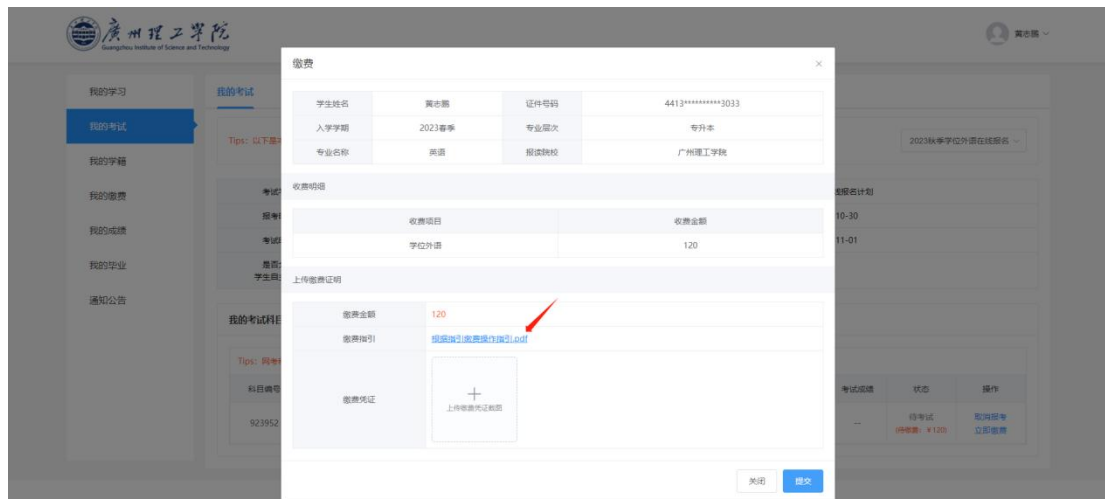 廣州理工學院
Guangzhou Institute of Science and Technology
黄志鹏
缴费
×
我的学习
我的考试
我的考试
我的学籍
我的缴费
我的成绩
我的毕业
通知公告
2023秋季学位外语在线报名
学生姓名 黄志鹏 证件号码 4413**********3033
入学学期 2023春季 专业层次 专升本
专业名称 英语 报读院校 广州理工学院
收费明细
收费项目 收费金额
学位外语 120
上传缴费证明
缴费金额 120
缴费指引 根据指引缴费操作指引.pdf
缴费凭证
上传缴费凭证截图
关闭 提交
Tips:
报名计划
10-30
11-01
我的考试科目
Tips:
科目编号 考试成绩 状态 操作
923952 -- 待考试 取消报考
(待缴费:¥120) 立即缴费